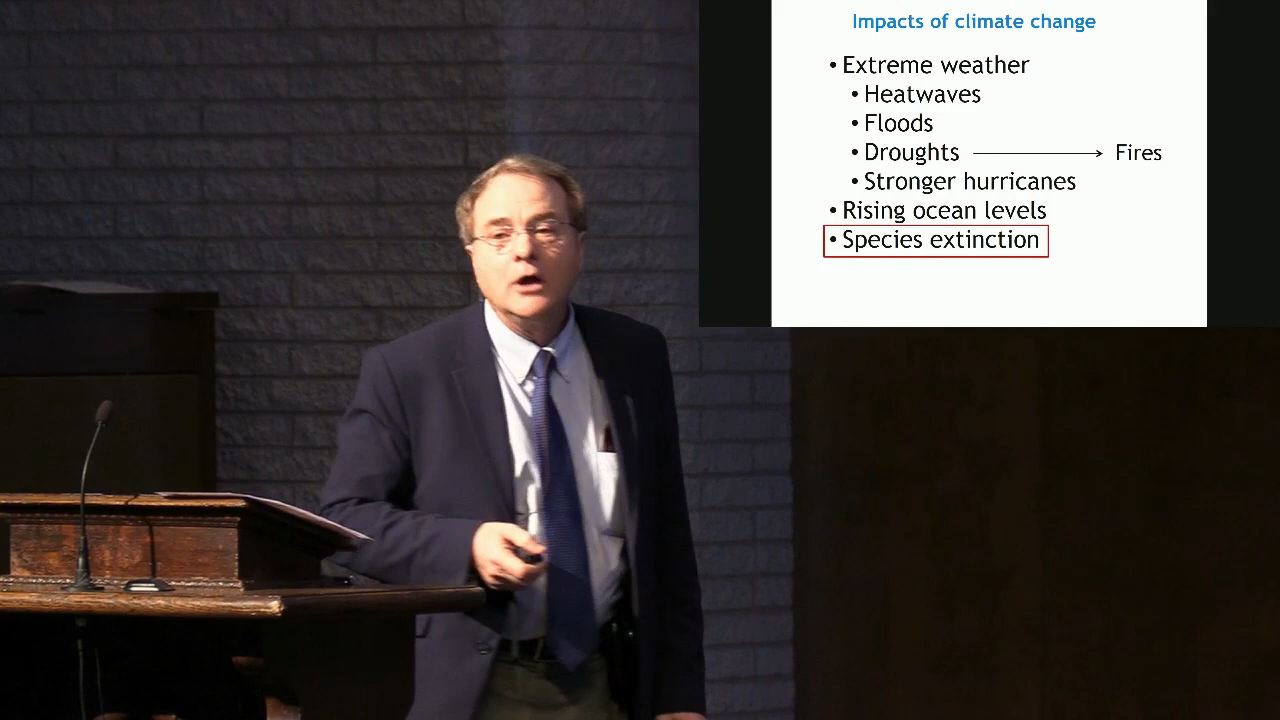 Impacts of climate change
• Extreme weather
• Heatwaves
• Floods
• Droughts → Fires
• Stronger hurricanes
• Rising ocean levels
• Species extinction